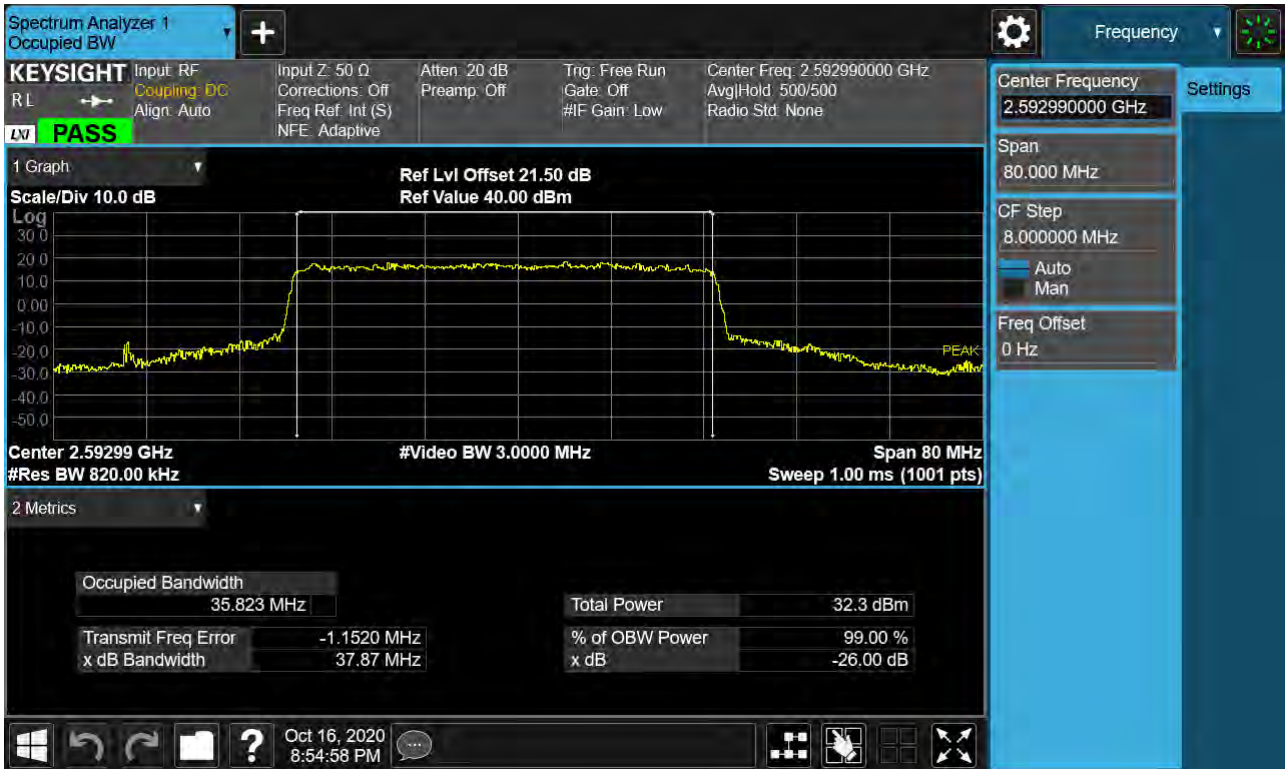 Spectrum Analyzer 1
Occupied BW
Frequency
KEYSIGHT
R L
LXI
PASS
Input: RF
Coupling: DC
Align: Auto
Input Z: 50 Ω
Corrections: Off
Freq Ref: Int (S)
NFE: Adaptive
Atten: 20 dB
Preamp: Off
Trig: Free Run
Gate: Off
#IF Gain: Low
Center Freq: 2.592990000 GHz
Avg|Hold: 500/500
Radio Std: None
Center Frequency
2.592990000 GHz
Settings
Span
80.000 MHz
CF Step
8.000000 MHz
Auto
Man
Freq Offset
0 Hz
1 Graph
Scale/Div 10.0 dB
Ref Lvl Offset 21.50 dB
Ref Value 40.00 dBm
Log
30.0
20.0
10.0
0.00
-10.0
-20.0
-30.0
-40.0
-50.0
PEAK
Center 2.59299 GHz
#Video BW 3.0000 MHz
Span 80 MHz
#Res BW 820.00 kHz
Sweep 1.00 ms (1001 pts)
2 Metrics
Occupied Bandwidth
35.823 MHz
Total Power 32.3 dBm
Transmit Freq Error -1.1520 MHz
% of OBW Power 99.00 %
x dB Bandwidth 37.87 MHz
x dB -26.00 dB
?
Oct 16, 2020
8:54:58 PM